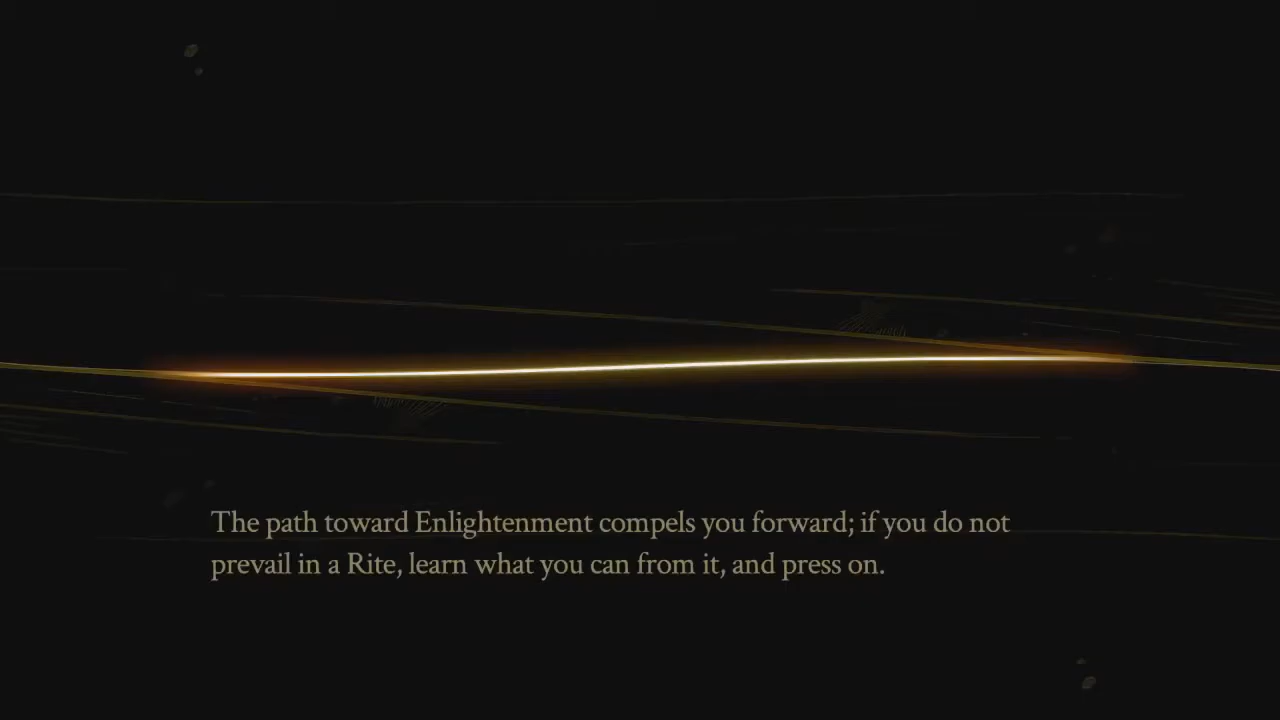 The path toward Enlightenment compels you forward; if you do not
prevail in a Rite, learn what you can from it, and press on.